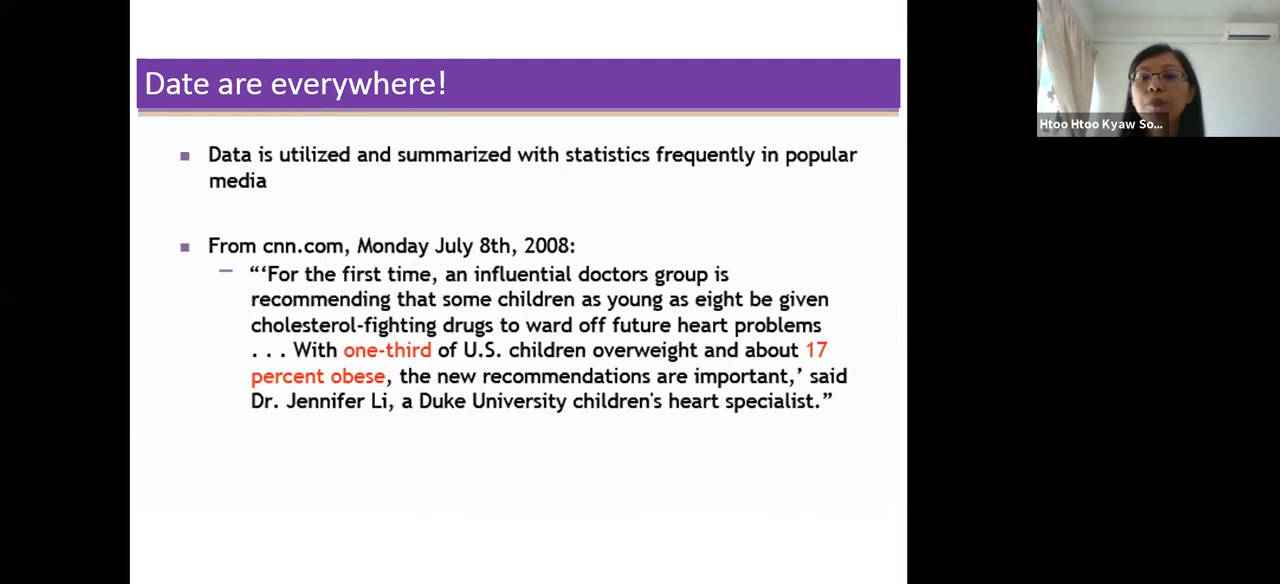 Date are everywhere!
Data is utilized and summarized with statistics frequently in popular
media
From cnn.com, Monday July 8th, 2008:
“‘For the first time, an influential doctors group is
recommending that some children as young as eight be given
cholesterol-fighting drugs to ward off future heart problems
. . . With one-third of U.S. children overweight and about 17
percent obese, the new recommendations are important,’ said
Dr. Jennifer Li, a Duke University children's heart specialist.”
Htoo Htoo Kyaw So...